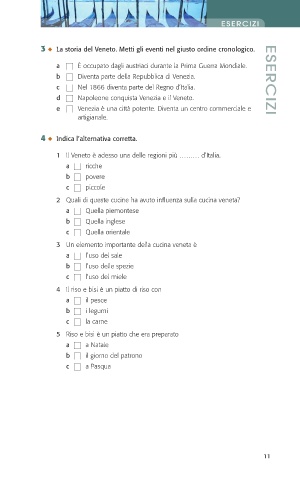 ESERCIZI
ESERCIZI
3 La storia del Veneto. Metti gli eventi nel giusto ordine cronologico.
a È occupato dagli austriaci durante la Prima Guerra Mondiale.
b Diventa parte della Repubblica di Venezia.
c Nel 1866 diventa parte del Regno d'Italia.
d Napoleone conquista Venezia e il Veneto.
e Venezia è una città potente. Diventa un centro commerciale e
artigianale.
4 Indica l'alternativa corretta.
1 Il Veneto è adesso una delle regioni più ......... d'Italia.
a ricche
b povere
c piccole
2 Quali di queste cucine ha avuto influenza sulla cucina veneta?
a Quella piemontese
b Quella inglese
c Quella orientale
3 Un elemento importante della cucina veneta è
a l'uso del sale
b l'uso delle spezie
c l'uso del miele
4 Il riso e bisi è un piatto di riso con
a il pesce
b i legumi
c la carne
5 Riso e bisi è un piatto che era preparato
a a Natale
b il giorno del patrono
c a Pasqua
11